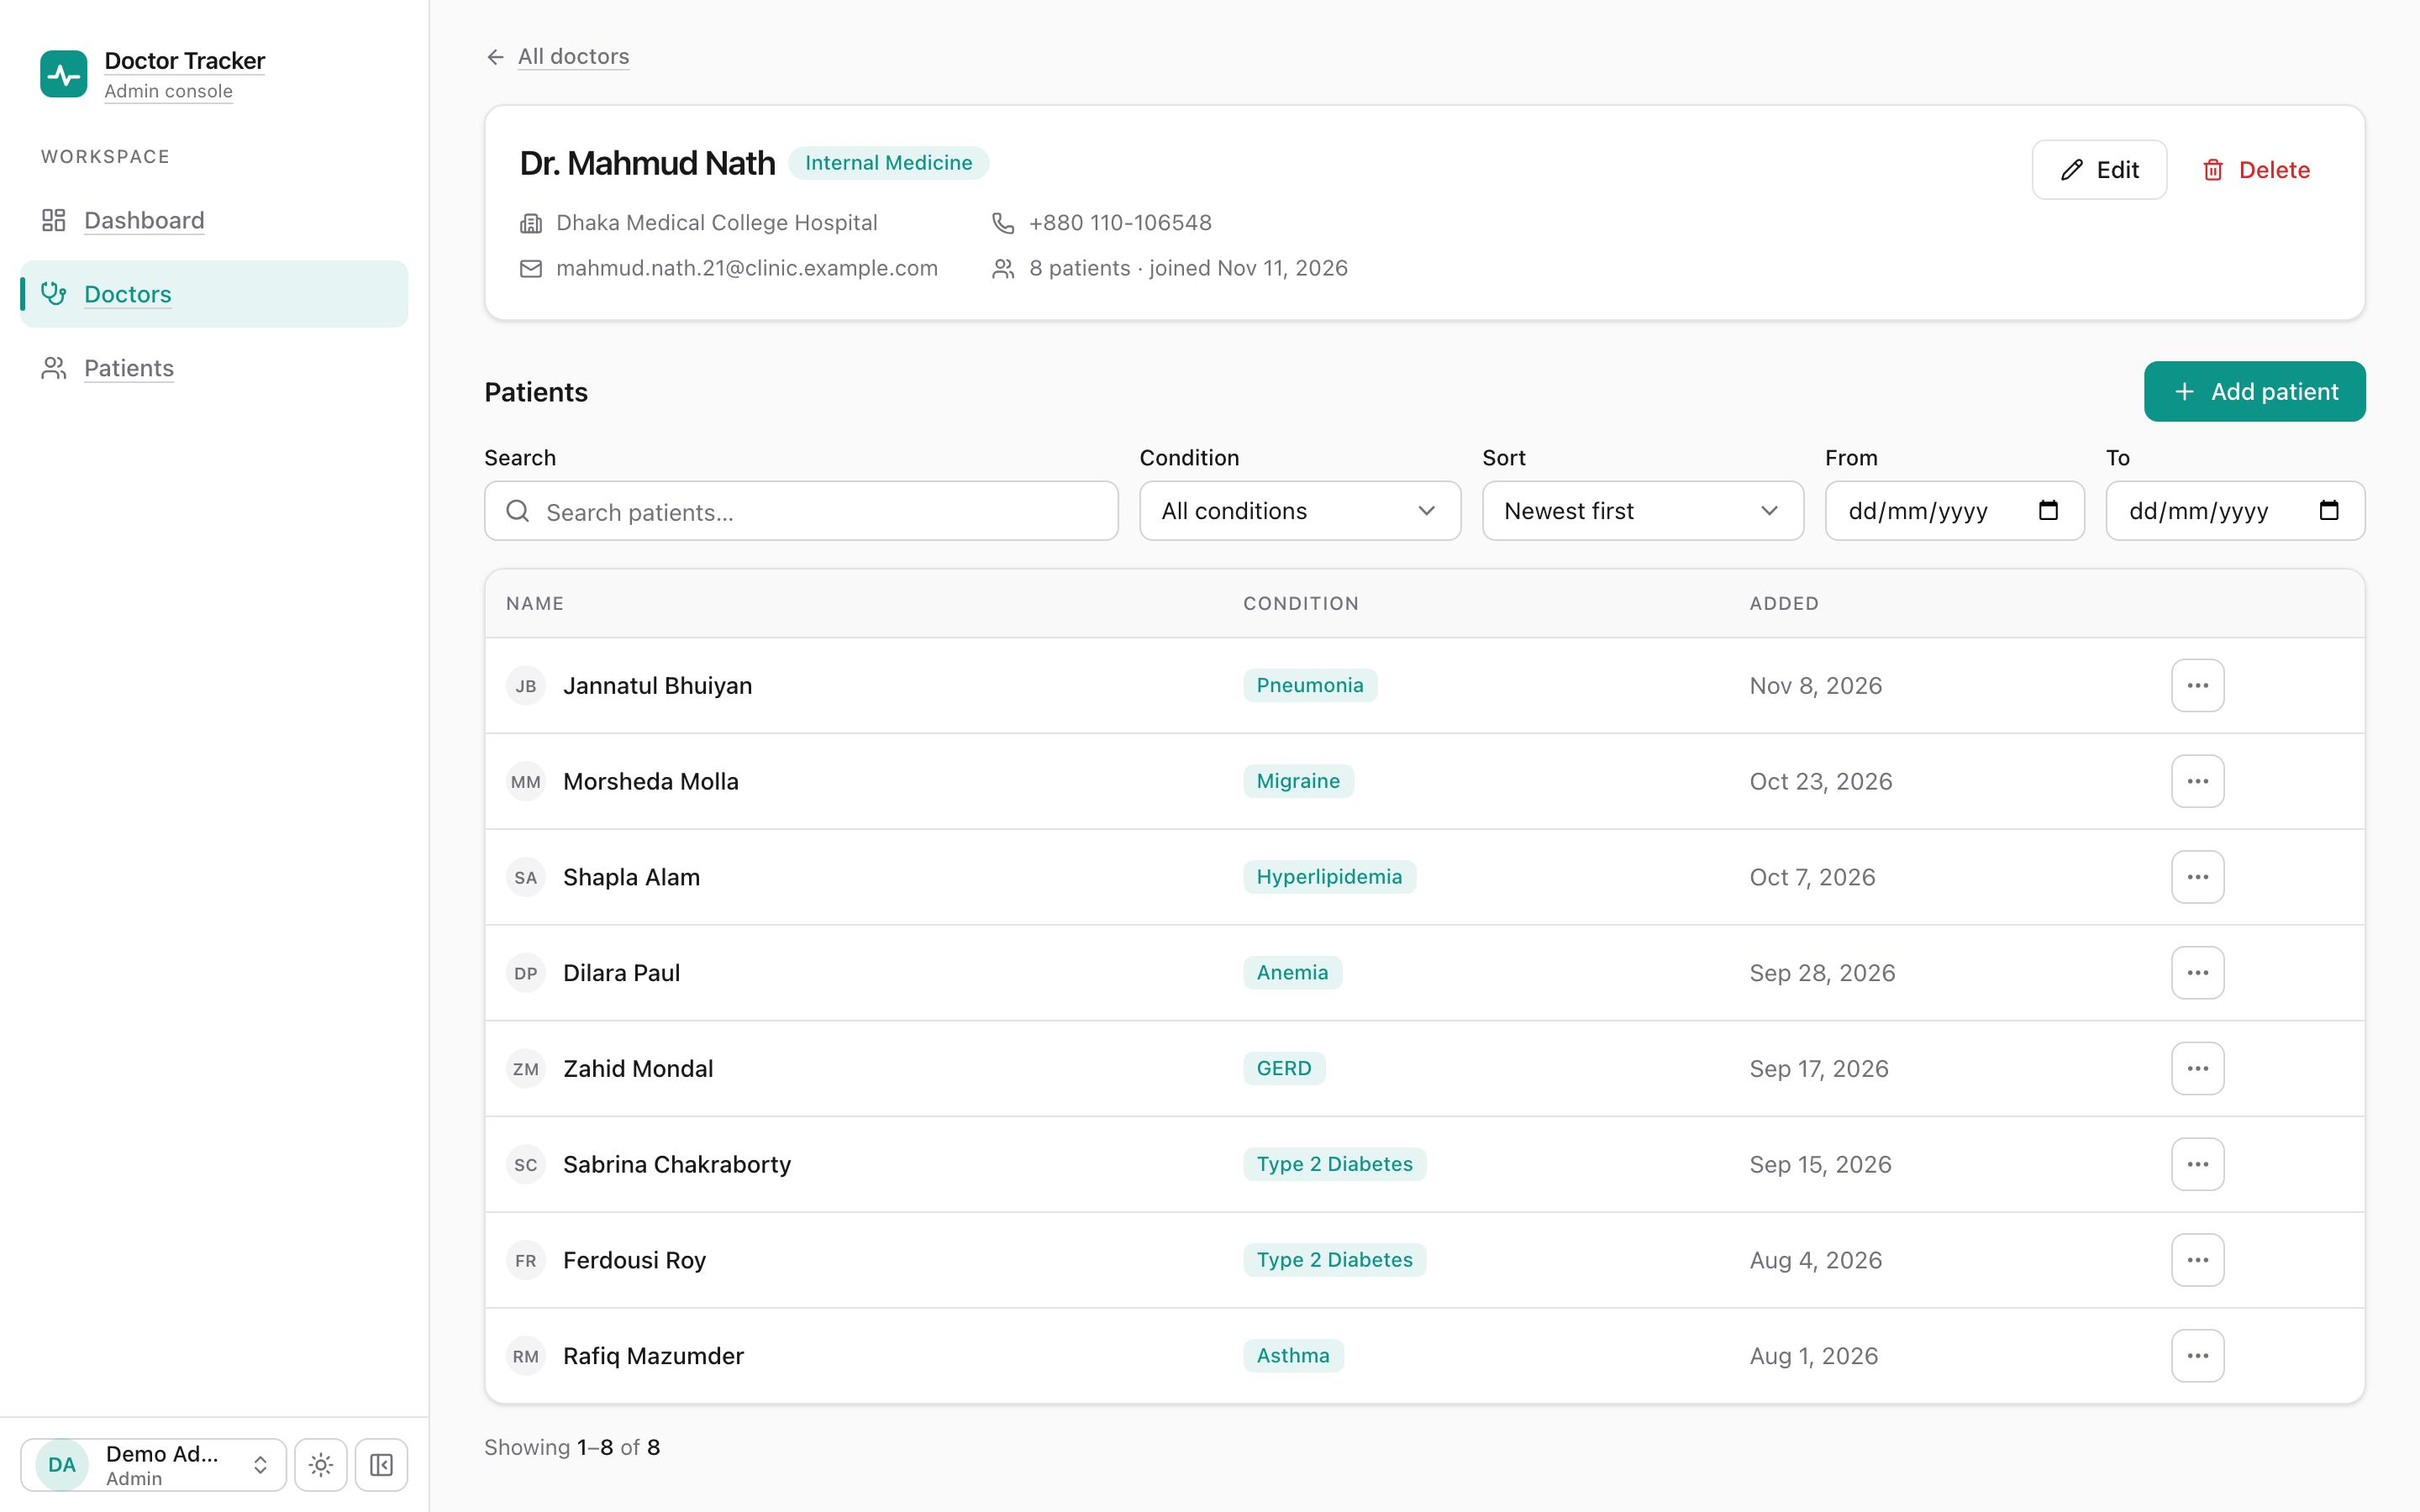 Doctor Tracker
Admin console
WORKSPACE
Dashboard
Doctors
Patients
DA
Demo Ad...
Admin
All doctors
Dr. Mahmud Nath Internal Medicine
Edit Delete
Dhaka Medical College Hospital +880 110-106548
mahmud.nath.21@clinic.example.com 8 patients · joined Nov 11, 2026
Patients
Add patient
Search Condition Sort From To
Search patients... All conditions Newest first dd/mm/yyyy dd/mm/yyyy
NAME CONDITION ADDED
JB Jannatul Bhuiyan Pneumonia Nov 8, 2026
MM Morsheda Molla Migraine Oct 23, 2026
SA Shapla Alam Hyperlipidemia Oct 7, 2026
DP Dilara Paul Anemia Sep 28, 2026
ZM Zahid Mondal GERD Sep 17, 2026
SC Sabrina Chakraborty Type 2 Diabetes Sep 15, 2026
FR Ferdousi Roy Type 2 Diabetes Aug 4, 2026
RM Rafiq Mazumder Asthma Aug 1, 2026
Showing 1–8 of 8